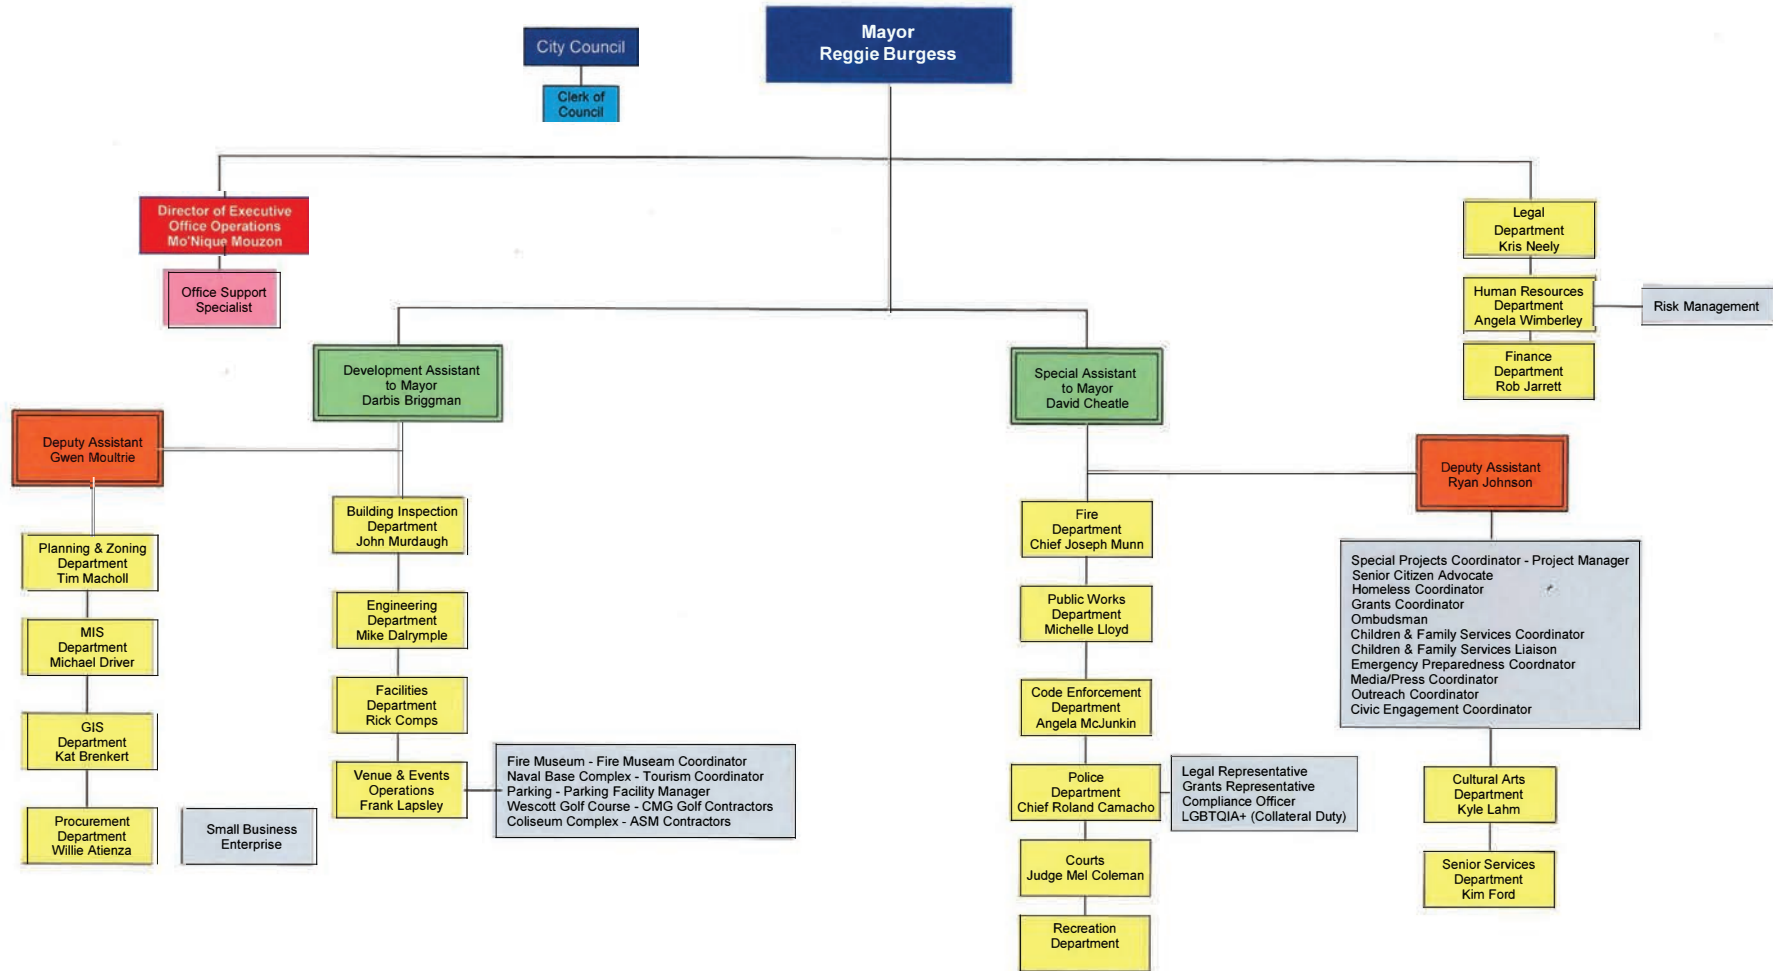 Mayor
Reggie Burgess
City Council
Clerk of
Council
Director of Executive
Office Operations
Mo'Nique Mouzon
Office Support
Specialist
Legal
Department
Kris Neely
Human Resources
Department
Angela Wimberley
Risk Management
Finance
Department
Rob Jarrett
Development Assistant
to Mayor
Darbis Briggman
Special Assistant
to Mayor
David Cheatle
Deputy Assistant
Gwen Moultrie
Deputy Assistant
Ryan Johnson
Planning & Zoning
Department
Tim Macholl
MIS
Department
Michael Driver
GIS
Department
Kat Brenkert
Procurement
Department
Willie Atienza
Small Business
Enterprise
Building Inspection
Department
John Murdaugh
Engineering
Department
Mike Dalrymple
Facilities
Department
Rick Comps
Venue & Events
Operations
Frank Lapsley
Fire Museum - Fire Museam Coordinator
Naval Base Complex - Tourism Coordinator
Parking - Parking Facility Manager
Wescott Golf Course - CMG Golf Contractors
Coliseum Complex - ASM Contractors
Fire
Department
Chief Joseph Munn
Public Works
Department
Michelle Lloyd
Code Enforcement
Department
Angela McJunkin
Police
Department
Chief Roland Camacho
Legal Representative
Grants Representative
Compliance Officer
LGBTQIA+ (Collateral Duty)
Courts
Judge Mel Coleman
Recreation
Department
Special Projects Coordinator - Project Manager
Senior Citizen Advocate
Homeless Coordinator
Grants Coordinator
Ombudsman
Children & Family Services Coordinator
Children & Family Services Liaison
Emergency Preparedness Coordnator
Media/Press Coordinator
Outreach Coordinator
Civic Engagement Coordinator
Cultural Arts
Department
Kyle Lahm
Senior Services
Department
Kim Ford